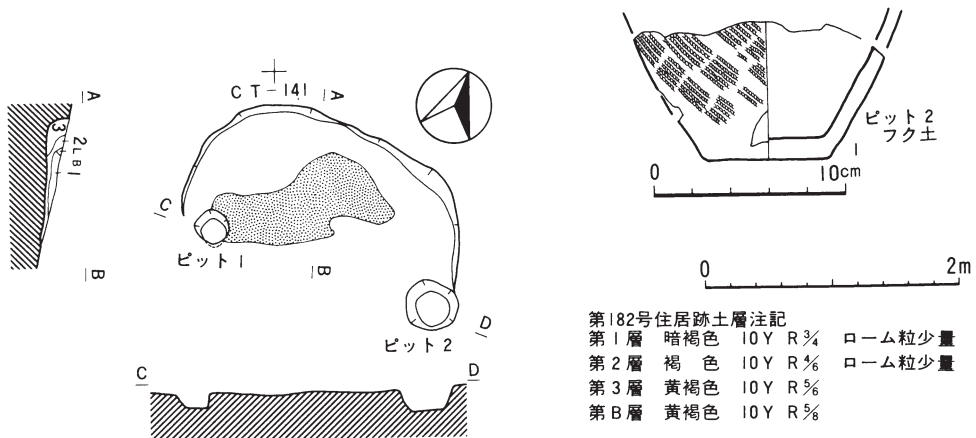 CT-141
A
A
3
2
LB
1
B
C
ピット1
B
ピット2
D
C
D
ピット2
フク土
1
0
10cm
0
2m
第182号住居跡土層注記
第1層 暗褐色 10YR3/4 ローム粒少量
第2層 褐色 10YR4/6 ローム粒少量
第3層 黄褐色 10YR5/6
第B層 黄褐色 10YR5/8